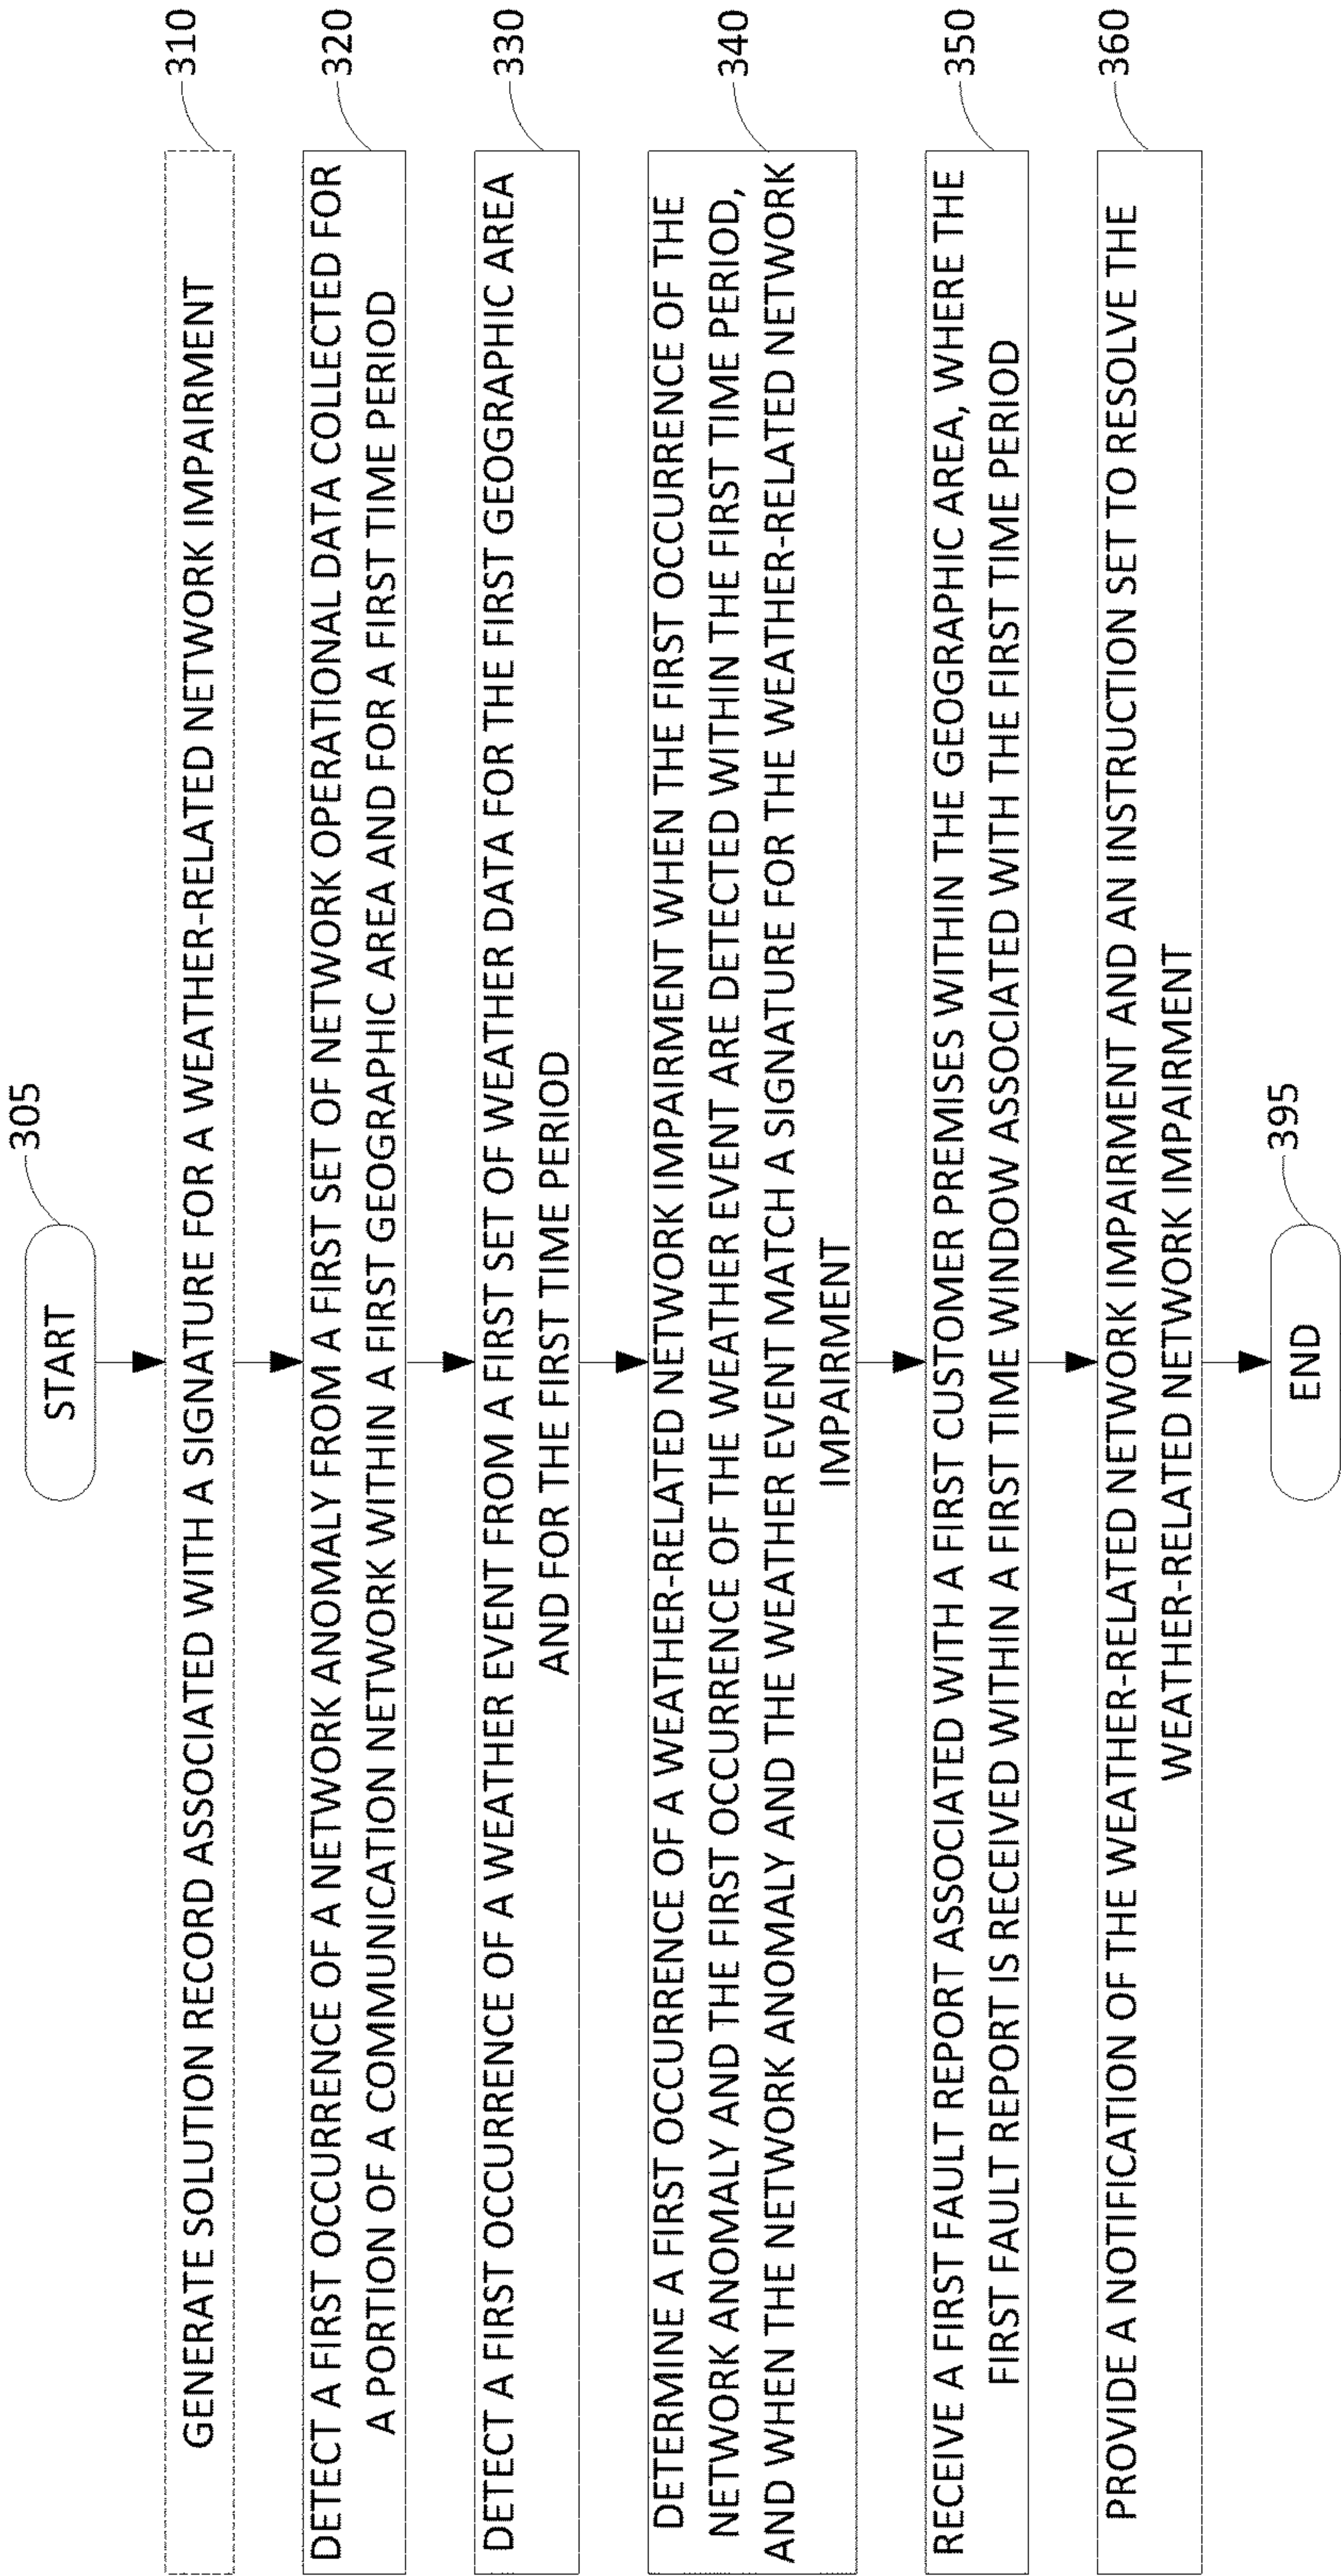 305
START
310
GENERATE SOLUTION RECORD ASSOCIATED WITH A SIGNATURE FOR A WEATHER-RELATED NETWORK IMPAIRMENT
320
DETECT A FIRST OCCURRENCE OF A NETWORK ANOMALY FROM A FIRST SET OF NETWORK OPERATIONAL DATA COLLECTED FOR
A PORTION OF A COMMUNICATION NETWORK WITHIN A FIRST GEOGRAPHIC AREA AND FOR A FIRST TIME PERIOD
330
DETECT A FIRST OCCURRENCE OF A WEATHER EVENT FROM A FIRST SET OF WEATHER DATA FOR THE FIRST GEOGRAPHIC AREA
AND FOR THE FIRST TIME PERIOD
340
DETERMINE A FIRST OCCURRENCE OF A WEATHER-RELATED NETWORK IMPAIRMENT WHEN THE FIRST OCCURRENCE OF THE
NETWORK ANOMALY AND THE FIRST OCCURRENCE OF THE WEATHER EVENT ARE DETECTED WITHIN THE FIRST TIME PERIOD,
AND WHEN THE NETWORK ANOMALY AND THE WEATHER EVENT MATCH A SIGNATURE FOR THE WEATHER-RELATED NETWORK
IMPAIRMENT
350
RECEIVE A FIRST FAULT REPORT ASSOCIATED WITH A FIRST CUSTOMER PREMISES WITHIN THE GEOGRAPHIC AREA, WHERE THE
FIRST FAULT REPORT IS RECEIVED WITHIN A FIRST TIME WINDOW ASSOCIATED WITH THE FIRST TIME PERIOD
360
PROVIDE A NOTIFICATION OF THE WEATHER-RELATED NETWORK IMPAIRMENT AND AN INSTRUCTION SET TO RESOLVE THE
WEATHER-RELATED NETWORK IMPAIRMENT
395
END